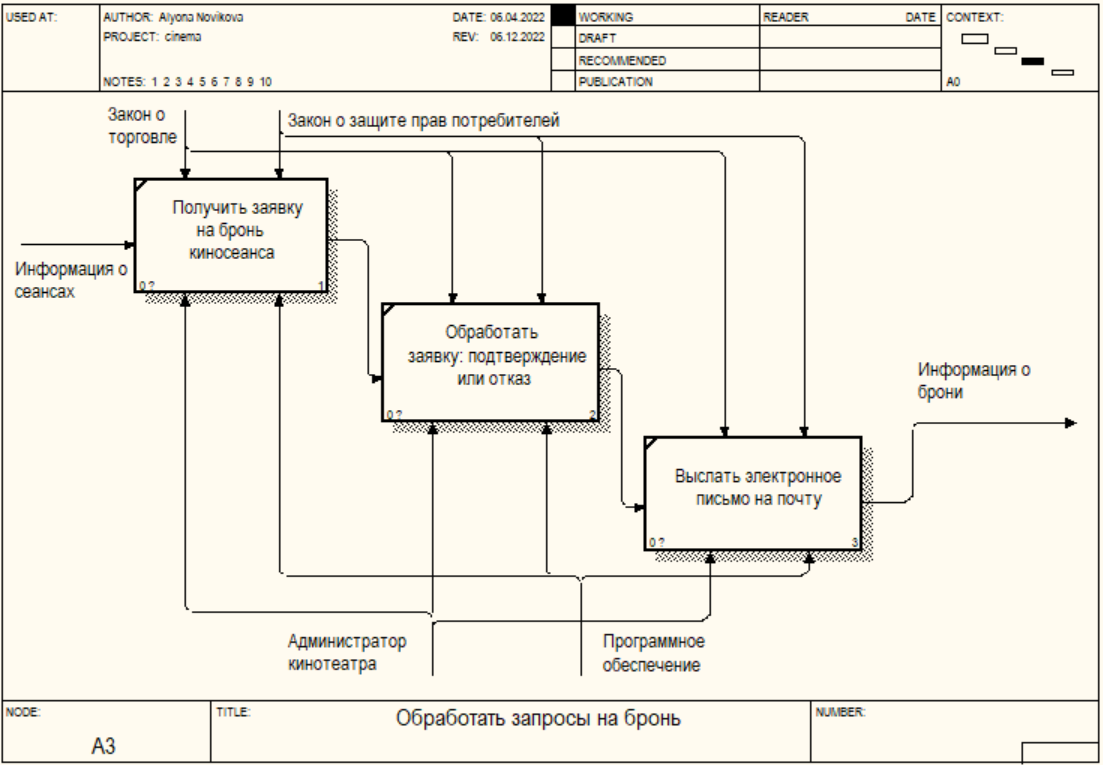 USED AT:
AUTHOR: Alyona Novikova
DATE: 06.04.2022
WORKING
READER
DATE
CONTEXT:
PROJECT: cinema
REV: 06.12.2022
DRAFT
RECOMMENDED
NOTES: 1 2 3 4 5 6 7 8 9 10
PUBLICATION
A0
Закон о
торговле
Закон о защите прав потребителей
Получить заявку
на бронь
киносеанса
0 ?
1
Информация о
сеансах
Обработать
заявку: подтверждение
или отказ
0 ?
2
Информация о
брони
Выслать электронное
письмо на почту
0 ?
3
Администратор
кинотеатра
Программное
обеспечение
NODE:
A3
TITLE:
Обработать запросы на бронь
NUMBER: